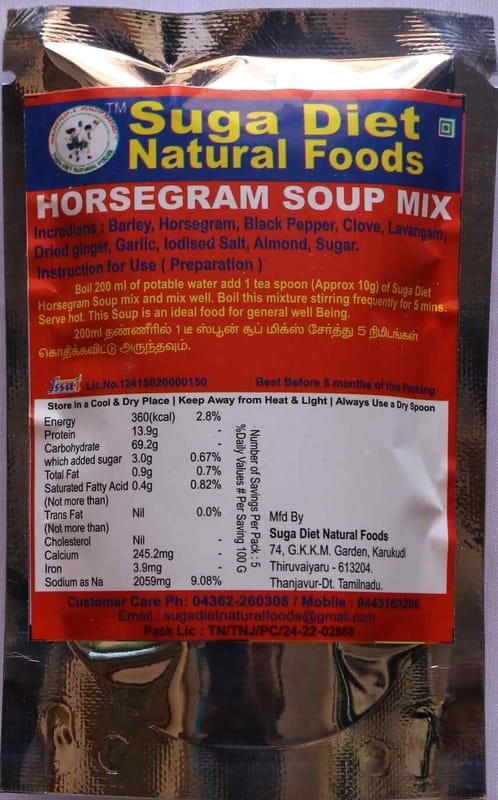 TM
Suga Diet
Natural Foods
HORSEGRAM SOUP MIX
Incredians : Barley, Horsegram, Black Pepper, Clove, Lavangam,
Dried ginger, Garlic, Iodised Salt, Almond, Sugar.
Instruction for Use ( Preparation )
Boil 200 ml of potable water add 1 tea spoon (Approx 10g) of Suga Diet
Horsegram Soup mix and mix well. Boil this mixture stirring frequently for 5 mins.
Serve hot. This Soup is an ideal food for general well Being.
200ml தண்ணீரில் 1 டீ ஸ்பூன் சூப் மிக்ஸ் சேர்த்து 5 நிமிடங்கள்
கொதிக்கவிட்டு அருந்தவும்.
fssai Lic.No.12415020000150 Best Before 5 months of this Packing
Store in a Cool & Dry Place | Keep Away from Heat & Light | Always Use a Dry Spoon
Energy 360(kcal) 2.8%
Protein 13.9g -
Carbohydrate 69.2g -
which added sugar 3.0g 0.67%
Total Fat 0.9g 0.7%
Saturated Fatty Acid 0.4g 0.82%
(Not more than)
Trans Fat Nil 0.0%
(Not more than)
Cholesterol Nil -
Calcium 245.2mg -
Iron 3.9mg -
Sodium as Na 2059mg 9.08%
Number of Savings Per Pack : 5
%Daily Values # Per Saving 100 G
Mfd By
Suga Diet Natural Foods
74, G.K.K.M. Garden, Karukudi
Thiruvaiyaru - 613204.
Thanjavur-Dt. Tamilnadu.
Customer Care Ph: 04362-260308 / Mobile : 9443163208
Email : sugadietnaturalfoods@gmail.com
Pack Lic : TN/TNJ/PC/24-22-02868